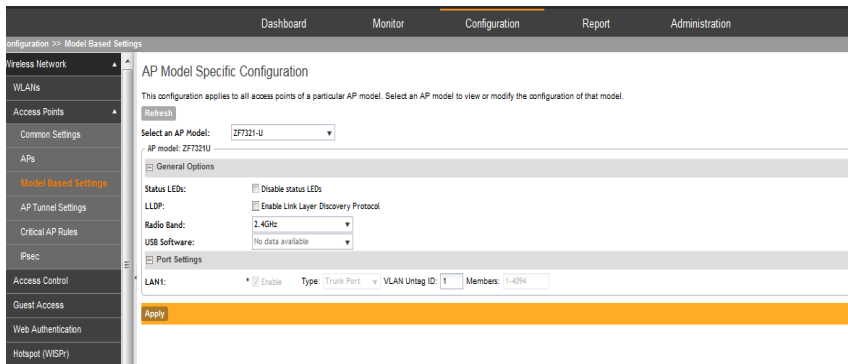 Dashboard Monitor Configuration Report Administration
onfiguration >> Model Based Settings
Wireless Network
WLANs
Access Points
Common Settings
APs
Model Based Settings
AP Tunnel Settings
Critical AP Rules
IPsec
Access Control
Guest Access
Web Authentication
Hotspot (WISPr)
AP Model Specific Configuration
This configuration applies to all access points of a particular AP model. Select an AP model to view or modify the configuration of that model.
Refresh
Select an AP Model: ZF7321-U
AP model: ZF7321U
General Options
Status LEDs: Disable status LEDs
LLDP: Enable Link Layer Discovery Protocol
Radio Band: 2.4GHz
USB Software: No data available
Port Settings
LAN1: * Enable Type: Trunk Port VLAN Untag ID: 1 Members: 1-4094
Apply